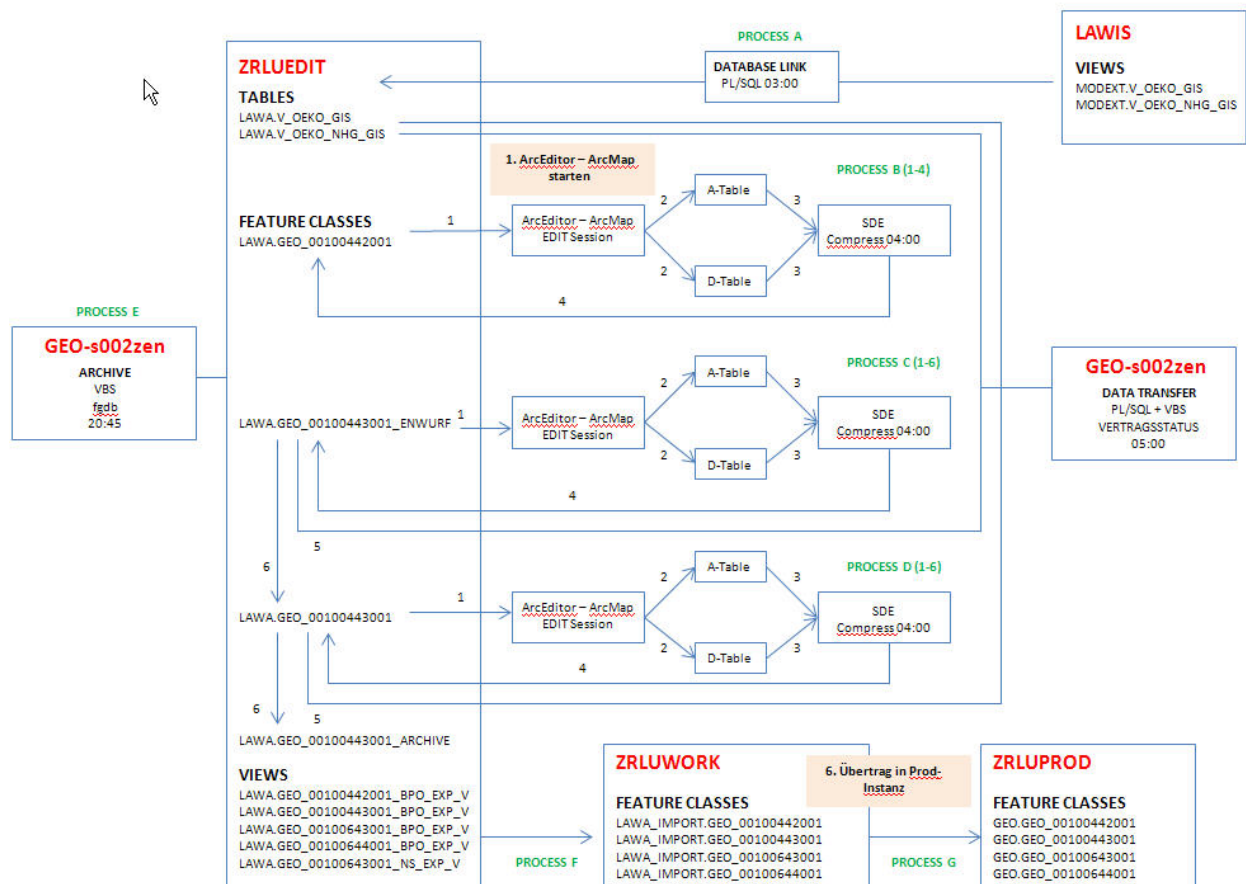 PROCESS A
DATABASE LINK
PL/SQL 03:00
LAWIS
VIEWS
MODEXT.V_OEKO_GIS
MODEXT.V_OEKO_NHG_GIS
ZRLUEDIT
TABLES
LAWA.V_OEKO_GIS
LAWA.V_OEKO_NHG_GIS
1. ArcEditor – ArcMap
starten
PROCESS B (1-4)
FEATURE CLASSES
LAWA.GEO_00100442001
1
ArcEditor – ArcMap
EDIT Session
2
2
A-Table
D-Table
3
3
SDE
Compress 04:00
4
PROCESS E
GEO-s002zen
ARCHIVE
VBS
fgdb
20:45
PROCESS C (1-6)
LAWA.GEO_00100443001_ENWURF
1
ArcEditor – ArcMap
EDIT Session
2
2
A-Table
D-Table
3
3
SDE
Compress 04:00
4
5
6
GEO-s002zen
DATA TRANSFER
PL/SQL + VBS
VERTRAGSSTATUS
05:00
PROCESS D (1-6)
LAWA.GEO_00100443001
1
ArcEditor – ArcMap
EDIT Session
2
2
A-Table
D-Table
3
3
SDE
Compress 04:00
4
6
5
LAWA.GEO_00100443001_ARCHIVE
VIEWS
LAWA.GEO_00100442001_BPO_EXP_V
LAWA.GEO_00100443001_BPO_EXP_V
LAWA.GEO_00100643001_BPO_EXP_V
LAWA.GEO_00100644001_BPO_EXP_V
LAWA.GEO_00100643001_NS_EXP_V
PROCESS F
ZRLUWORK
FEATURE CLASSES
LAWA_IMPORT.GEO_00100442001
LAWA_IMPORT.GEO_00100443001
LAWA_IMPORT.GEO_00100643001
LAWA_IMPORT.GEO_00100644001
6. Übertrag in Prod-
Instanz
PROCESS G
ZRLUPROD
FEATURE CLASSES
GEO.GEO_00100442001
GEO.GEO_00100443001
GEO.GEO_00100643001
GEO.GEO_00100644001